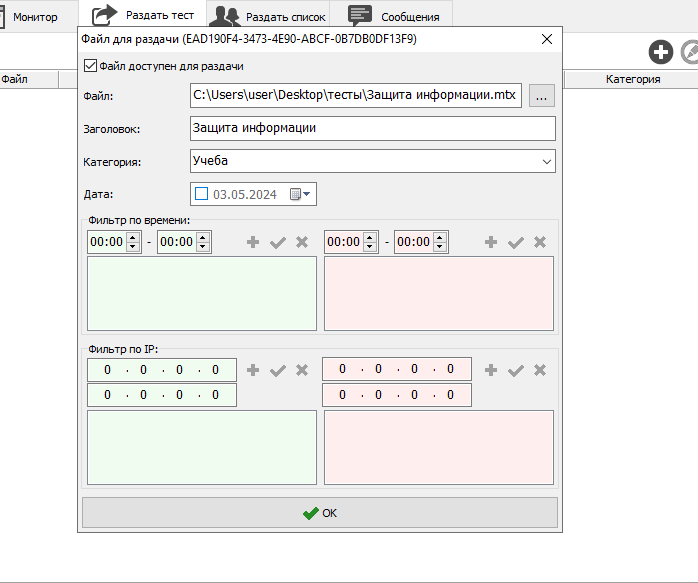 Монитор
Раздать тест
Раздать список
Сообщения
Файл
Категория
Файл для раздачи (EAD190F4-3473-4E90-ABCF-0B7DB0DF13F9)
Файл доступен для раздачи
Файл: C:\Users\user\Desktop\тесты\Защита информации.mtx ...
Заголовок: Защита информации
Категория: Учеба
Дата: 03.05.2024
Фильтр по времени:
00:00 - 00:00 00:00 - 00:00
Фильтр по IP:
0 . 0 . 0 . 0 0 . 0 . 0 . 0
0 . 0 . 0 . 0 0 . 0 . 0 . 0
OK